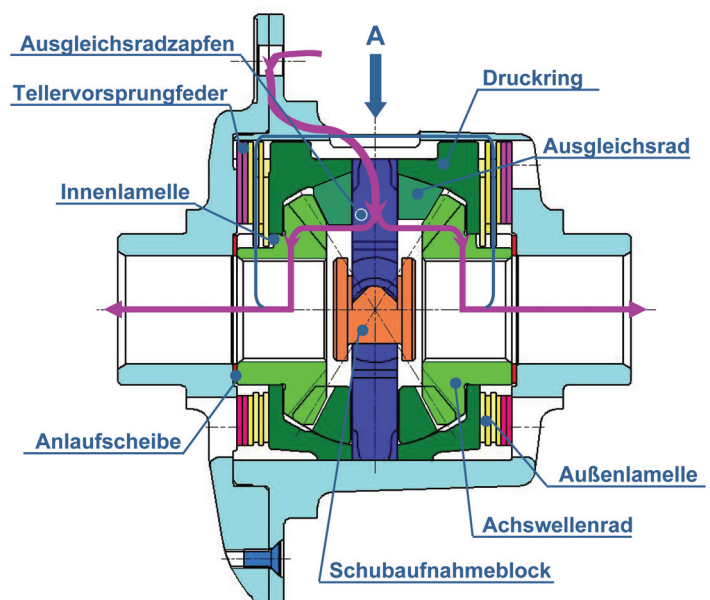 Ausgleichsradzapfen
A
Druckring
Tellervorsprungfeder
Ausgleichsrad
Innenlamelle
Anlaufscheibe
Außenlamelle
Achswellenrad
Schubaufnahmeblock